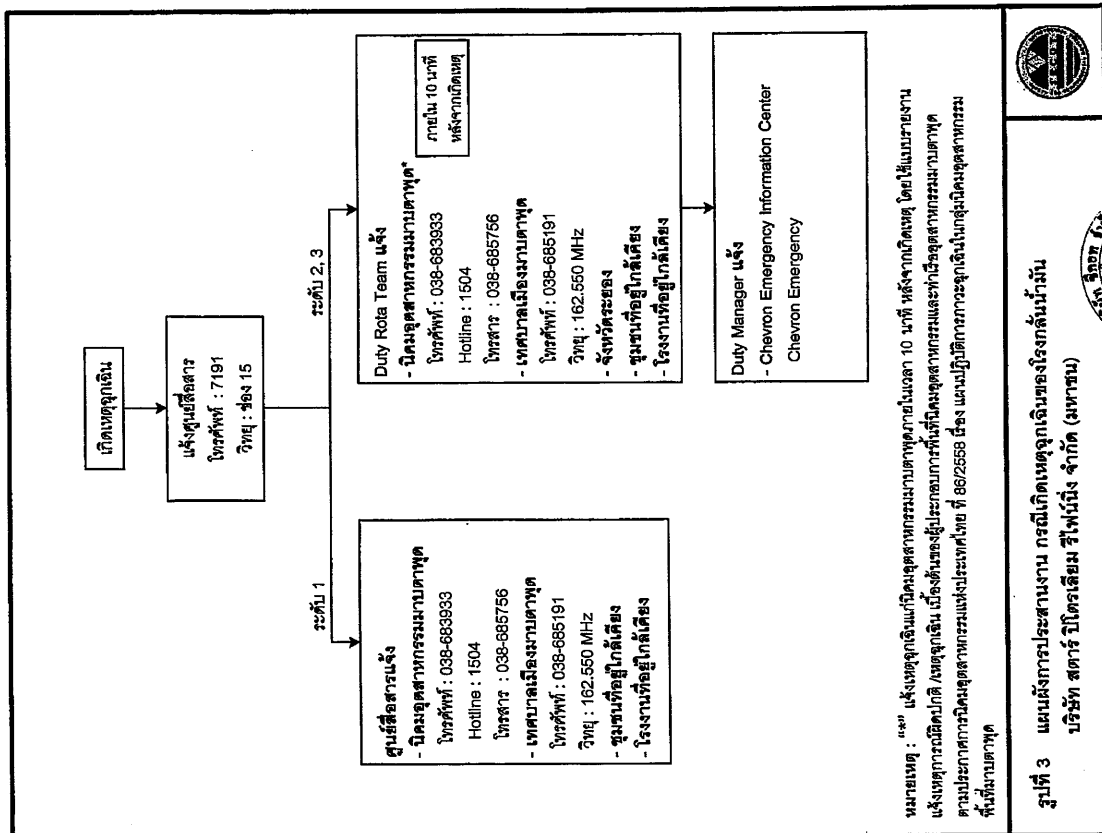 เกิดเหตุฉุกเฉิน
แจ้งศูนย์สื่อสาร
โทรศัพท์ : 7191
วิทยุ : ช่อง 15
ระดับ 1
ระดับ 2, 3
ศูนย์สื่อสารแจ้ง
- นิคมอุตสาหกรรมมาบตาพุด
โทรศัพท์ : 038-683933
Hotline : 1504
โทรสาร : 038-685756
- เทศบาลเมืองมาบตาพุด
โทรศัพท์ : 038-685191
วิทยุ : 162.550 MHz
- ชุมชนที่อยู่ใกล้เคียง
- โรงงานที่อยู่ใกล้เคียง
Duty Rota Team แจ้ง
- นิคมอุตสาหกรรมมาบตาพุด*
โทรศัพท์ : 038-683933
Hotline : 1504
โทรสาร : 038-685756
- เทศบาลเมืองมาบตาพุด
โทรศัพท์ : 038-685191
วิทยุ : 162.550 MHz
- จังหวัดระยอง
- ชุมชนที่อยู่ใกล้เคียง
- โรงงานที่อยู่ใกล้เคียง
ภายใน 10 นาที
หลังจากเกิดเหตุ
Duty Manager แจ้ง
- Chevron Emergency Information Center
Chevron Emergency
หมายเหตุ : "*" แจ้งเหตุฉุกเฉินแก่นิคมอุตสาหกรรมมาบตาพุดภายในเวลา 10 นาที หลังจากเกิดเหตุ โดยใช้แบบรายงาน
แจ้งเหตุการณ์ผิดปกติ /เหตุฉุกเฉิน เบื้องต้นของผู้ประกอบการพื้นที่นิคมอุตสาหกรรมและท่าเรืออุตสาหกรรมมาบตาพุด
ตามประกาศการนิคมอุตสาหกรรมแห่งประเทศไทย ที่ 86/2558 เรื่อง แผนปฏิบัติการภาวะฉุกเฉินในกลุ่มนิคมอุตสาหกรรม
พื้นที่มาบตาพุด
รูปที่ 3 แผนผังการประสานงาน กรณีเกิดเหตุฉุกเฉินของโรงกลั่นน้ำมัน
บริษัท สตาร์ ปิโตรเลียม รีไฟน์นิ่ง จำกัด (มหาชน)